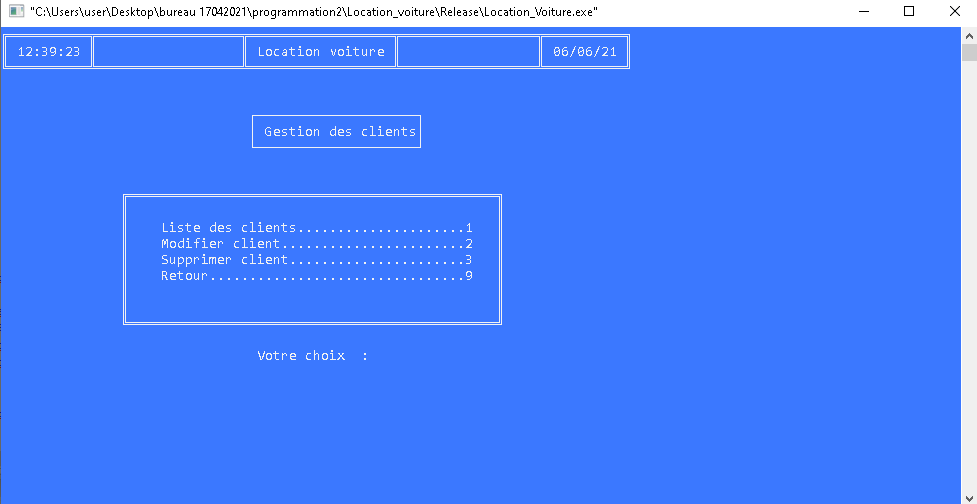 "C:\Users\user\Desktop\bureau 17042021\programmation2\Location_voiture\Release\Location_Voiture.exe"
12:39:23 Location voiture 06/06/21
Gestion des clients
Liste des clients.....................1
Modifier client.......................2
Supprimer client......................3
Retour................................9
Votre choix  :